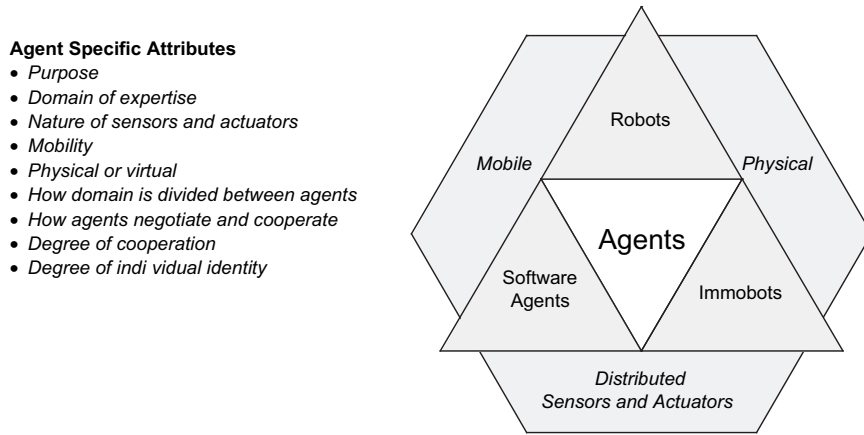 Agent Specific Attributes
• Purpose
• Domain of expertise
• Nature of sensors and actuators
• Mobility
• Physical or virtual
• How domain is divided between agents
• How agents negotiate and cooperate
• Degree of cooperation
• Degree of indi vidual identity
Robots
Mobile
Physical
Agents
Software
Agents
Immobots
Distributed
Sensors and Actuators